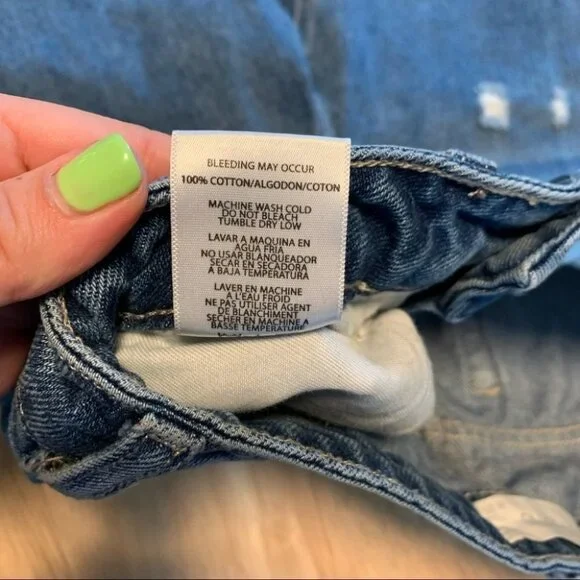 BLEEDING MAY OCCUR
100% COTTON/ALGODON/COTON
MACHINE WASH COLD
DO NOT BLEACH
TUMBLE DRY LOW
LAVAR A MAQUINA EN
AGUA FRIA
NO USAR BLANQUEADOR
SECAR EN SECADORA
A BAJA TEMPERATURA
LAVER EN MACHINE
A L'EAU FROID
NE PAS UTILISER AGENT
DE BLANCHIMENT
SECHER EN MACHINE A
BASSE TEMPERATURE